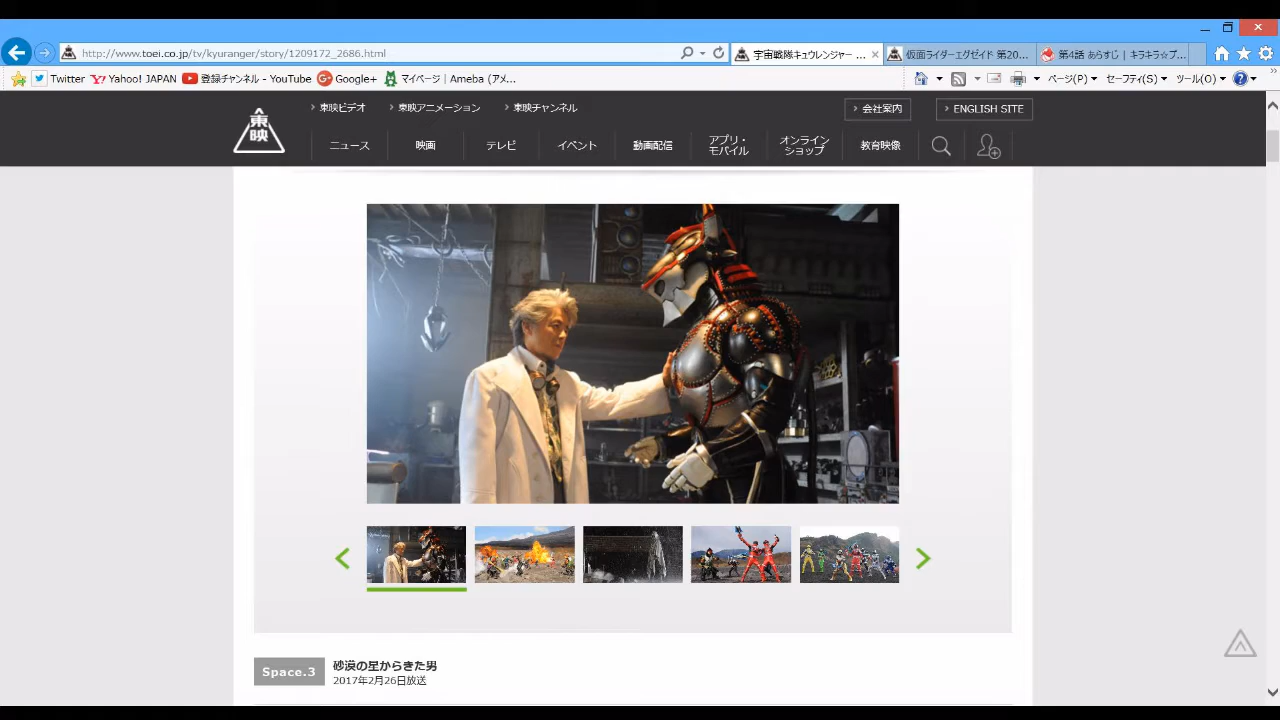 http://www.toei.co.jp/tv/kyuranger/story/1209172_2686.html
宇宙戦隊キュウレンジャー ...
仮面ライダーエグゼイド 第20...
第4話 あらすじ | キラキラ☆プ...
Twitter
Yahoo! JAPAN
登録チャンネル - YouTube
Google+
マイページ | Ameba (アメ...
ページ(P)
セーフティ(S)
ツール(O)
東映
東映ビデオ
東映アニメーション
東映チャンネル
会社案内
ENGLISH SITE
ニュース
映画
テレビ
イベント
動画配信
アプリ・
モバイル
オンライン
ショップ
教育映像
Space.3
砂漠の星からきた男
2017年2月26日放送